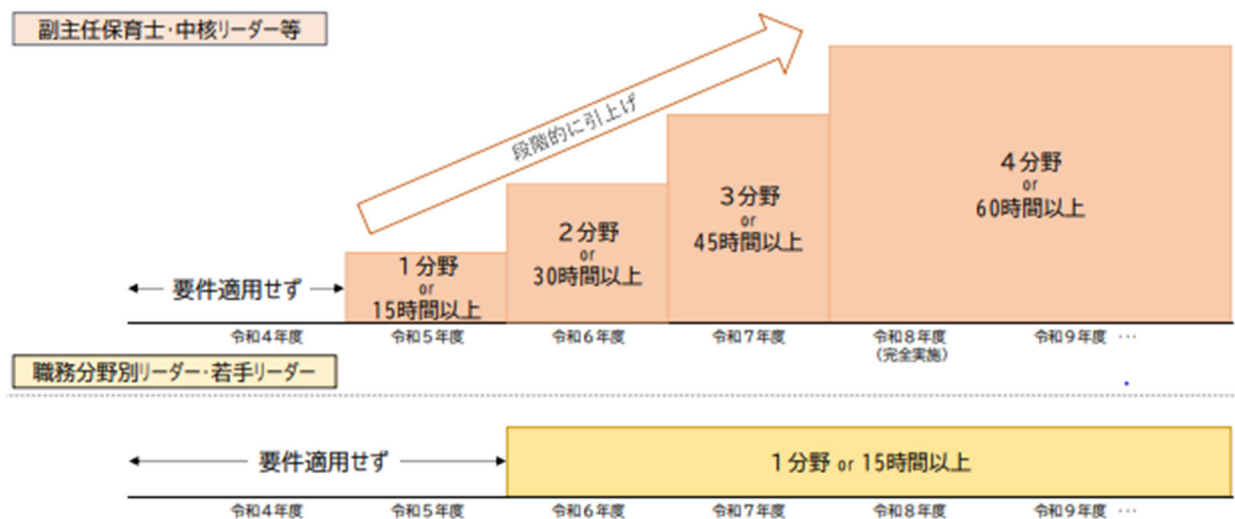 副主任保育士・中核リーダー等
段階的に引上げ
4分野
or
60時間以上
3分野
or
45時間以上
2分野
or
30時間以上
1分野
or
15時間以上
要件適用せず
令和4年度 令和5年度 令和6年度 令和7年度 令和8年度 令和9年度 …
(完全実施)
職務分野別リーダー・若手リーダー
要件適用せず
1分野 or 15時間以上
令和4年度 令和5年度 令和6年度 令和7年度 令和8年度 令和9年度 …